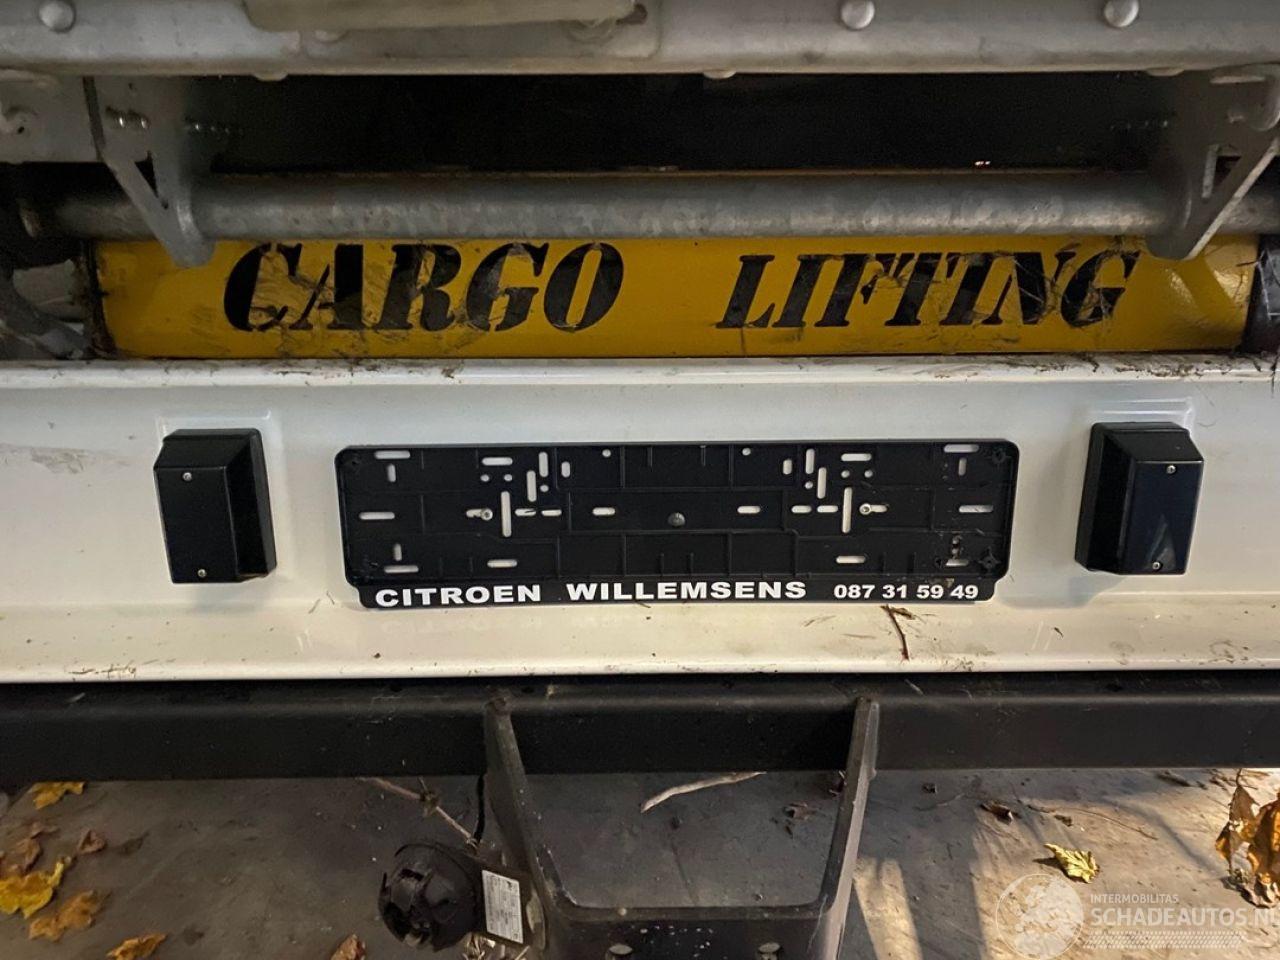 CARGO LIFTING
CITROEN WILLEMSENS 087 31 59 49
INTERMOBILITAS
SCHADEAUTOS.NL